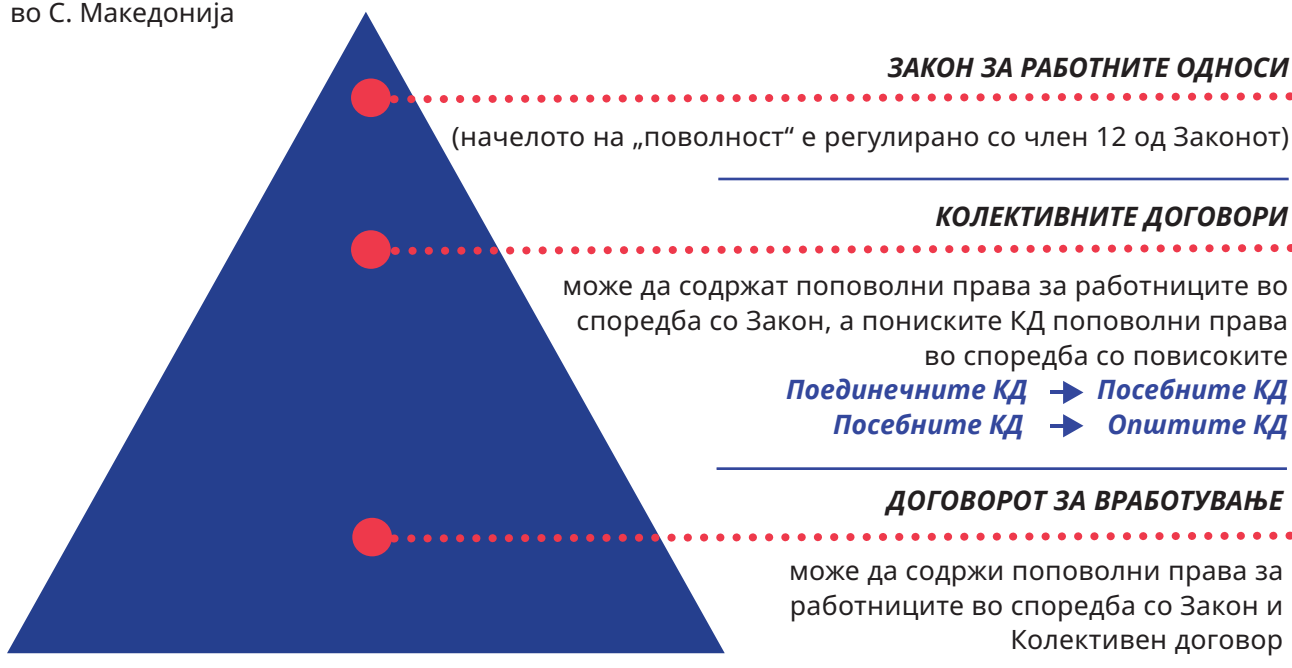 во С. Македонија
ЗАКОН ЗА РАБОТНИТЕ ОДНОСИ
(начелото на „поволност“ е регулирано со член 12 од Законот)
КОЛЕКТИВНИТЕ ДОГОВОРИ
може да содржат поповолни права за работниците во
споредба со Закон, а пониските КД поповолни права
во споредба со повисоките
Поединечните КД → Посебните КД
Посебните КД → Општите КД
ДОГОВОРОТ ЗА ВРАБОТУВАЊЕ
може да содржи поповолни права за
работниците во споредба со Закон и
Колективен договор